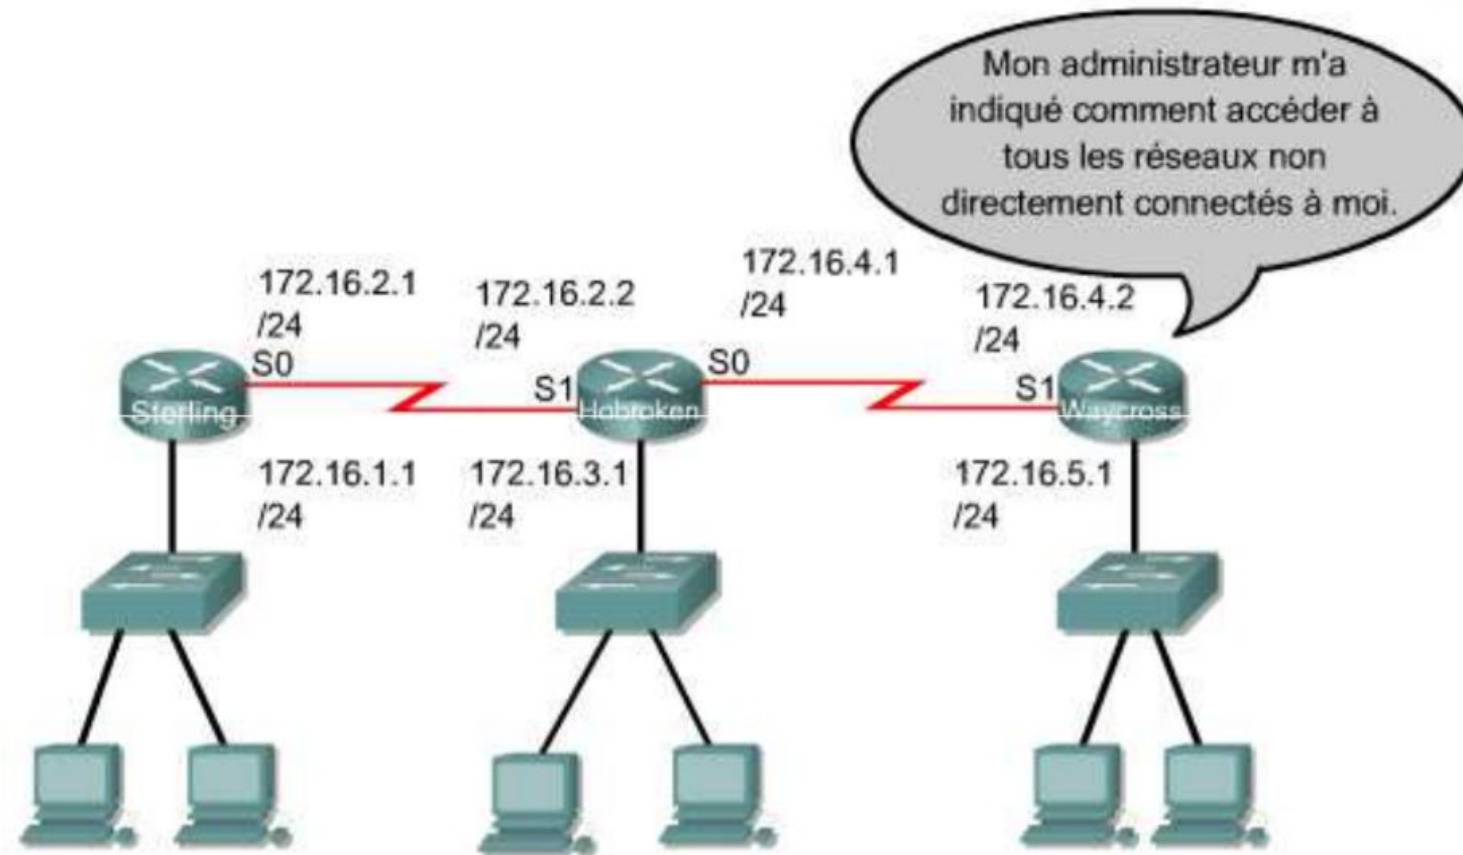 Mon administrateur m'a
indiqué comment accéder à
tous les réseaux non
directement connectés à moi.
172.16.2.1
/24
172.16.2.2
/24
172.16.4.1
/24
172.16.4.2
/24
S0
S1
S0
S1
Sterling
Hobroken
Waycross
172.16.1.1
/24
172.16.3.1
/24
172.16.5.1
/24